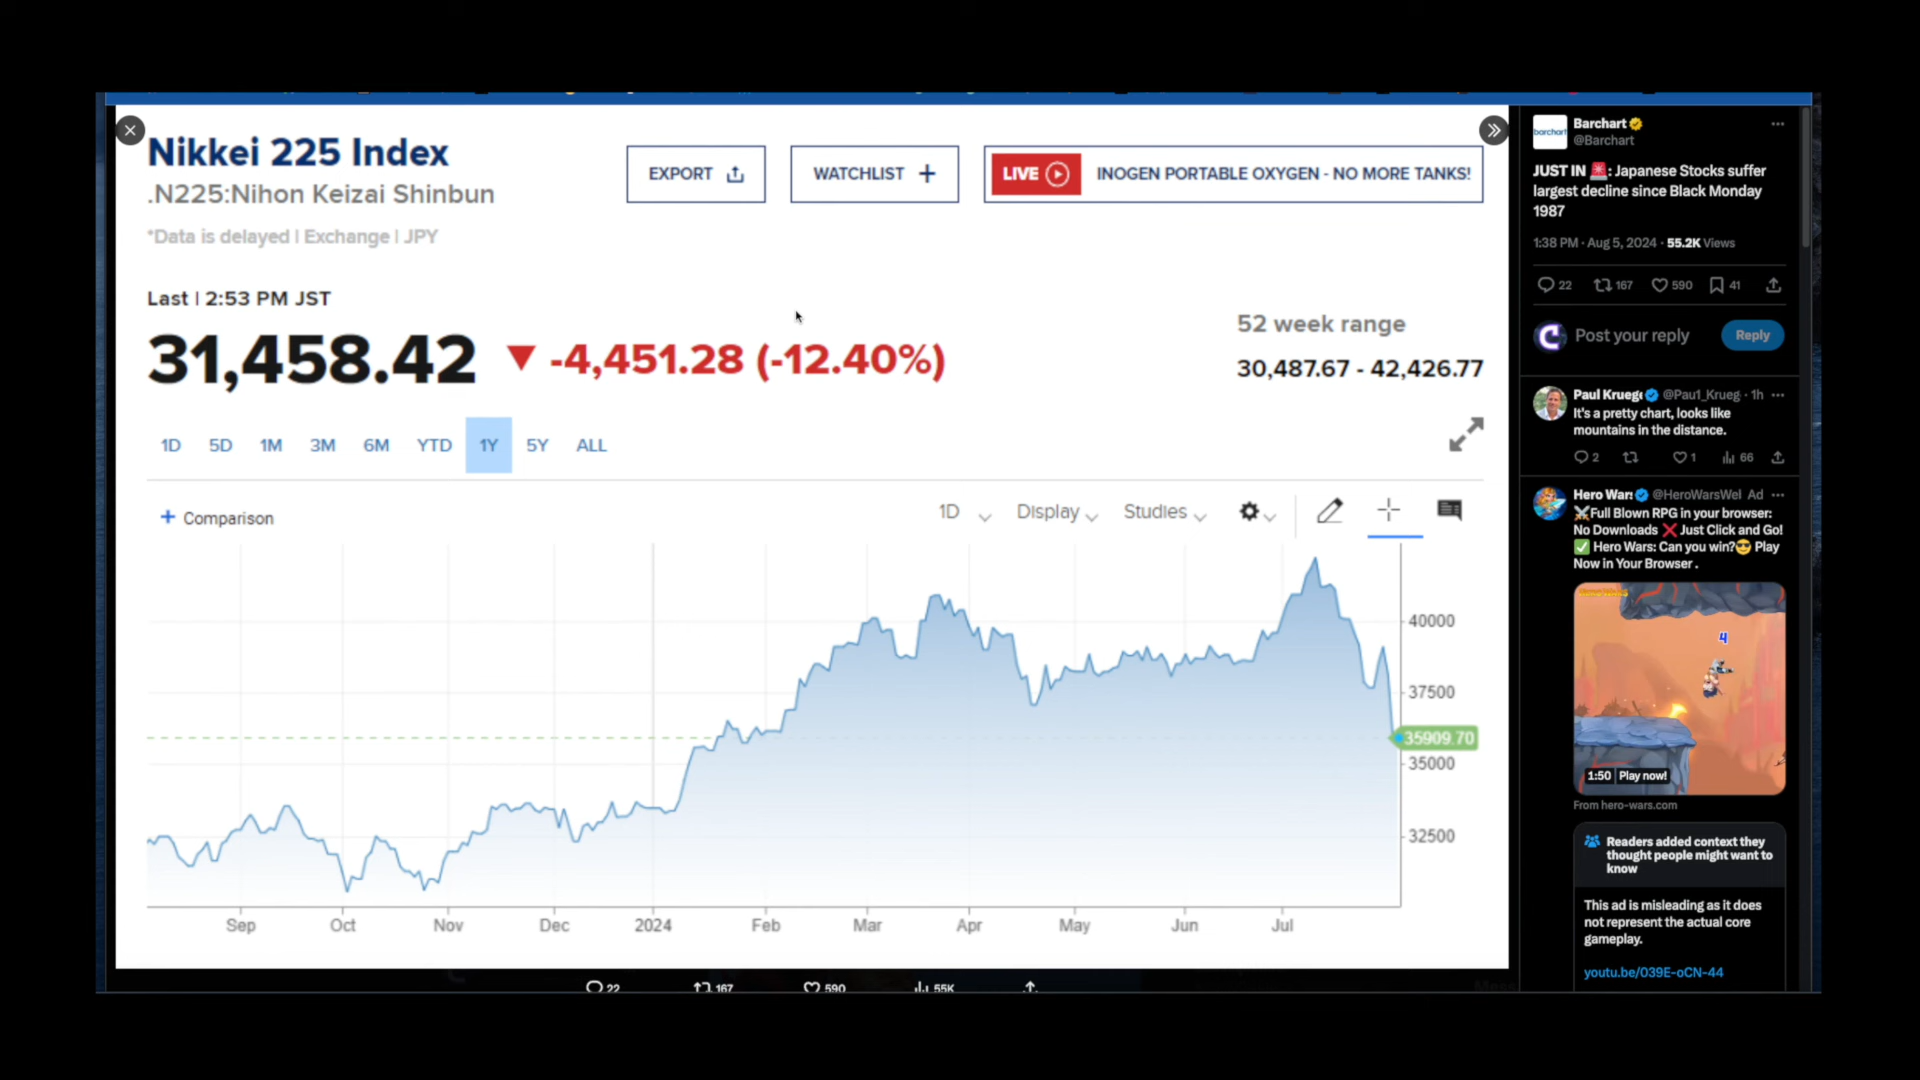 Nikkei 225 Index
.N225:Nihon Keizai Shinbun
*Data is delayed | Exchange | JPY
EXPORT
WATCHLIST
LIVE
INOGEN PORTABLE OXYGEN - NO MORE TANKS!
Last | 2:53 PM JST
31,458.42
-4,451.28 (-12.40%)
52 week range
30,487.67 - 42,426.77
1D 5D 1M 3M 6M YTD 1Y 5Y ALL
+ Comparison
1D Display Studies
40000
37500
35909.70
35000
32500
Sep Oct Nov Dec 2024 Feb Mar Apr May Jun Jul
22 167 590 55K
barchart
Barchart
@Barchart
JUST IN 🚨: Japanese Stocks suffer
largest decline since Black Monday
1987
1:38 PM · Aug 5, 2024 · 55.2K Views
22 167 590 41
Post your reply
Reply
Paul Kruege @Pau1_Krueg · 1h
It's a pretty chart, looks like
mountains in the distance.
2 1 66
Hero Wars @HeroWarsWel Ad
⚔️Full Blown RPG in your browser:
No Downloads ❌ Just Click and Go!
✅ Hero Wars: Can you win?😎 Play
Now in Your Browser .
4
1:50 Play now!
From hero-wars.com
Readers added context they
thought people might want to
know
This ad is misleading as it does
not represent the actual core
gameplay.
youtu.be/039E-oCN-44